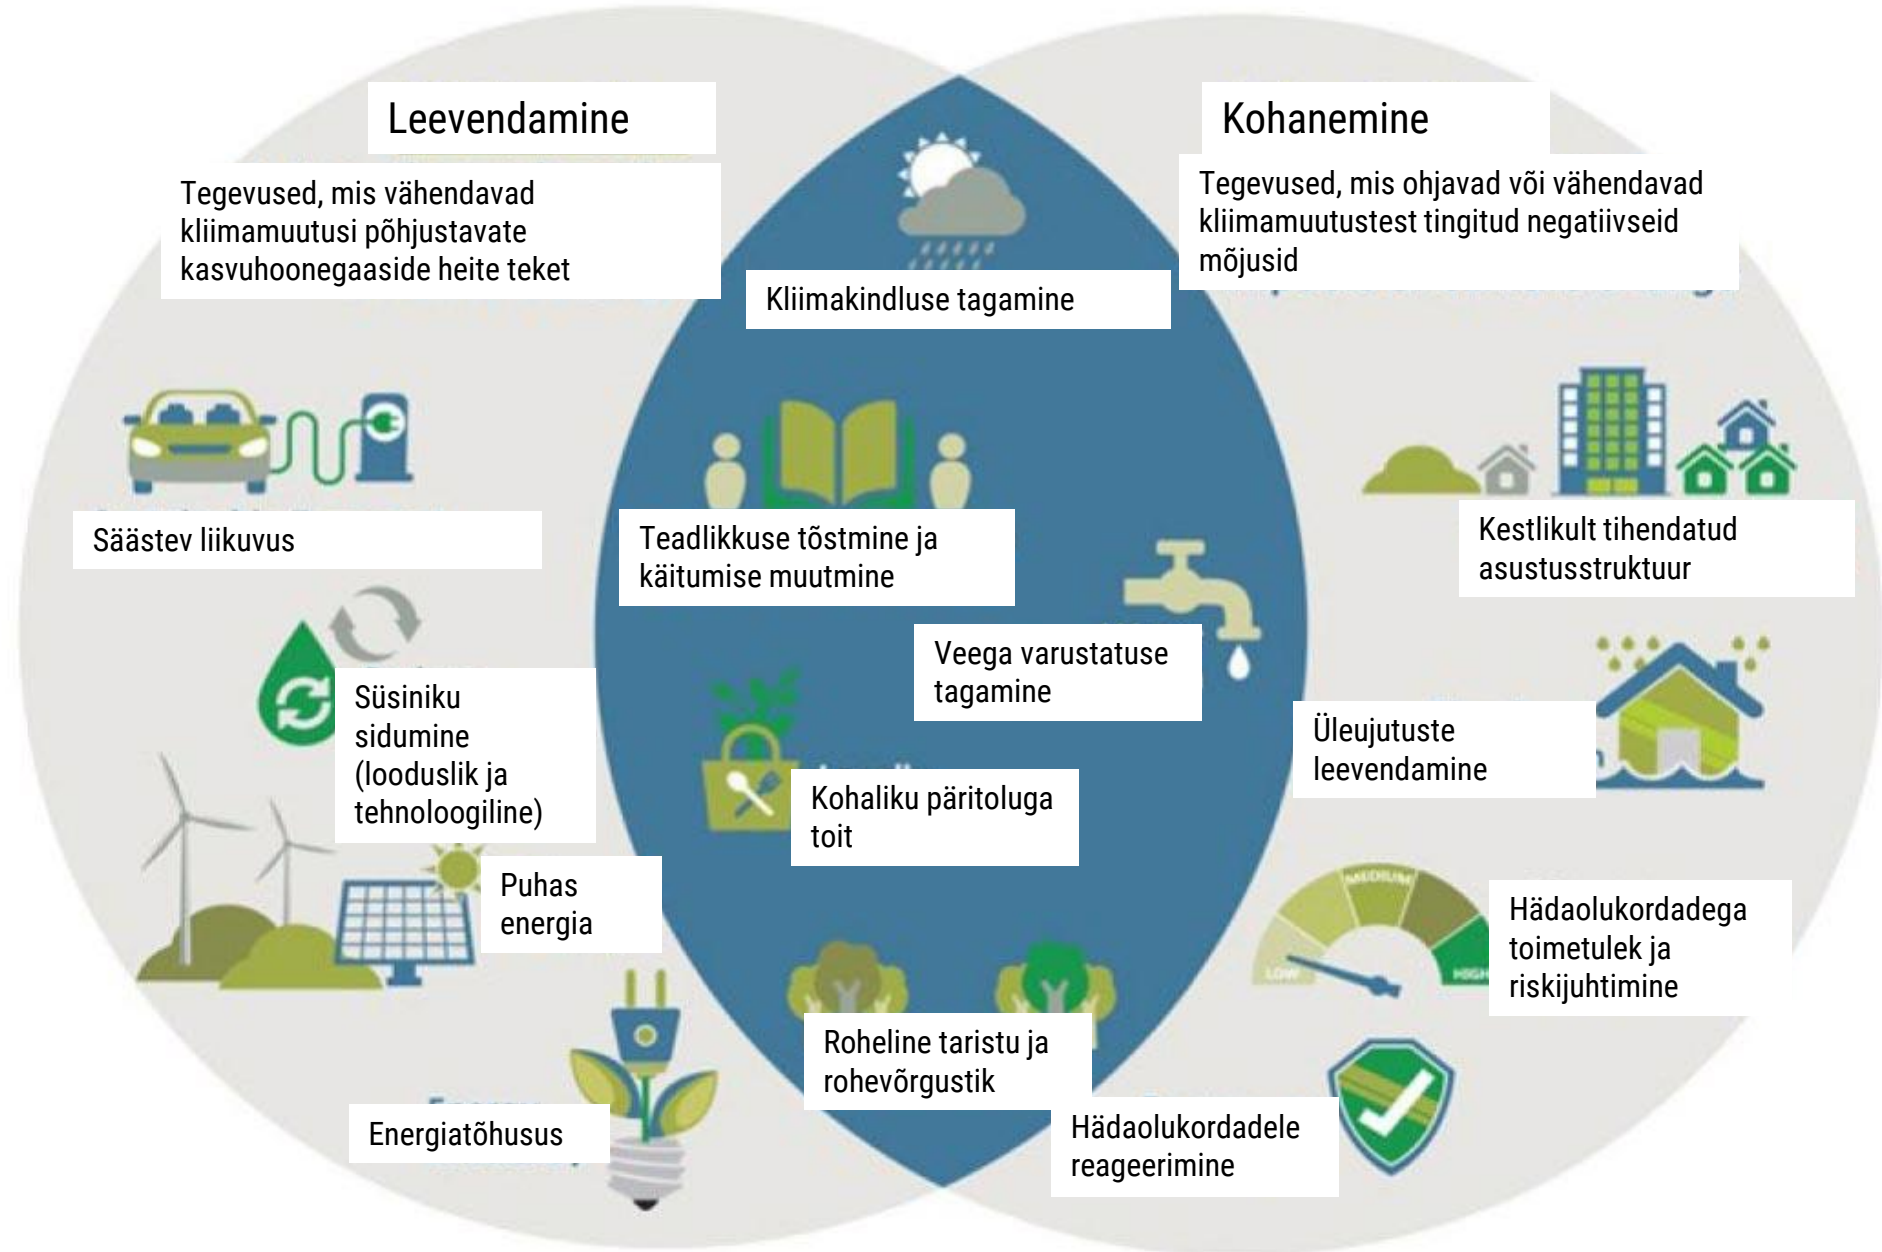 Leevendamine
Tegevused, mis vähendavad
kliimamuutusi põhjustavate
kasvuhoonegaaside heite teket
Kohanemine
Tegevused, mis ohjavad või vähendavad
kliimamuutustest tingitud negatiivseid
mõjusid
Kliimakindluse tagamine
Säästev liikuvus
Teadlikkuse tõstmine ja
käitumise muutmine
Kestlikult tihendatud
asustusstruktuur
Veega varustatuse
tagamine
Süsiniku
sidumine
(looduslik ja
tehnoloogiline)
Üleujutuste
leevendamine
Kohaliku päritoluga
toit
Puhas
energia
LOW
MEDIUM
HIGH
Hädaolukordadega
toimetulek ja
riskijuhtimine
Roheline taristu ja
rohevõrgustik
Energiatõhusus
Hädaolukordadele
reageerimine